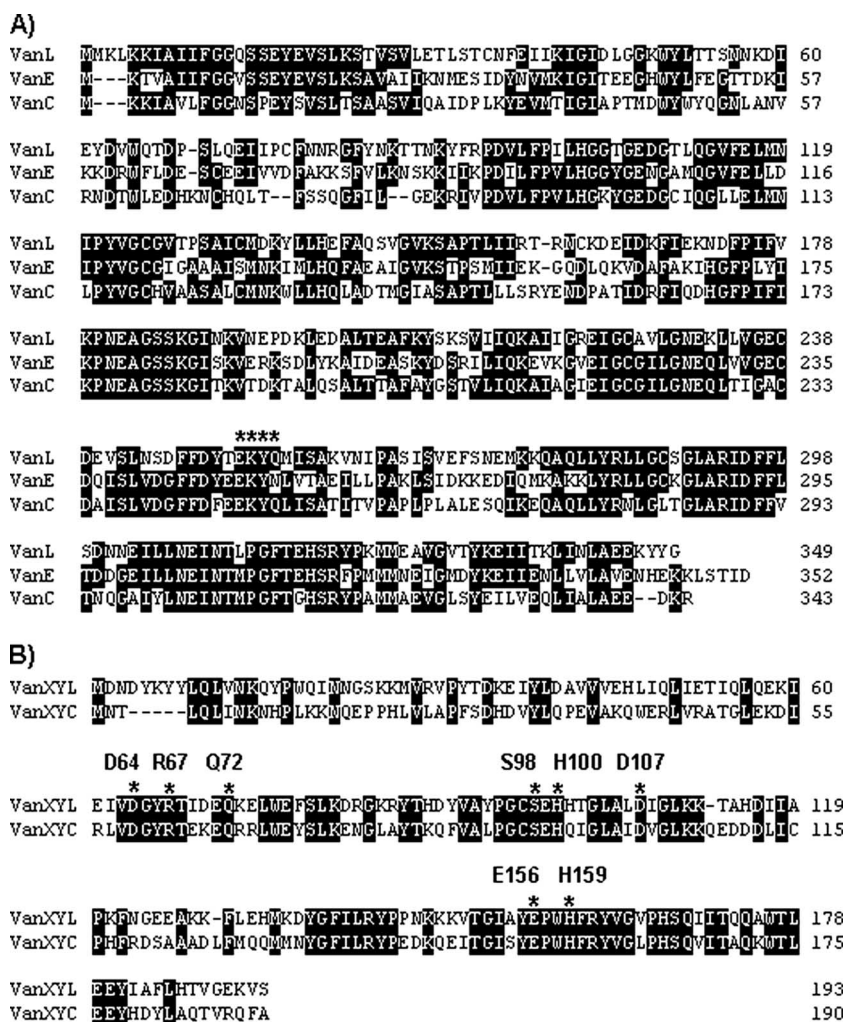 A)
VanL MMKLKKIAIIFGGQSSEYEVSLKSTVSVLETLSTCNFEIIKIGIDLGGKWYLTTSNNKDI 60
VanE M---KTVAIIFGGVSSEYEVSLKSAVAIIKNMESIDYNVMKIGITEEGHWYLFEGTTDKI 57
VanC M---KKIAVLFGGNSPEYSVSLTSAASVIQAIDPLKYEVMTIGIAPTMDWYWYQGNLANV 57
VanL EYDVWQTDP-SLQEIIPCFNNRGFYNKTTNKYFRPDVLFPILHGGTGEDGTLQGVFELMN 119
VanE KKDRWFLDE-SCEEIVVDFAKKSFVLKNSKKIIKPDILFPVLHGGYGENGAMQGVFELLD 116
VanC RNDTWLEDHKNCHQLT--FSSQGFIL--GEKRIVPDVLFPVLHGKYGEDGCIQGLLELMN 113
VanL IPYVGCGVTPSAICMDKYLLHEFAQSVGVKSAPTLIIRT-RNCKDEIDKFIEKNDFPIFV 178
VanE IPYVGCGIGAAAISMNKIMLHQFAEAIGVKSTPSMIIEK-GQDLQKVDAFAKIHGFPLYI 175
VanC LPYVGCHVAASALCMNKWLLHQLADTMGIASAPTLLLSRYENDPATIDRFIQDHGFPIFI 173
VanL KPNEAGSSKGINKVNEPDKLEDALTEAFKYSKSVIIQKAIIGREIGCAVLGNEKLLVGEC 238
VanE KPNEAGSSKGISKVERKSDLYKAIDEASKYDSRILIQKEVKGVEIGCGILGNEQLVVGEC 235
VanC KPNEAGSSKGITKVTDKTALQSALTTAFAYGSTVLIQKAIAGIEIGCGILGNEQLTIGAC 233
****
VanL DEVSLNSDFFDYTEKYQMISAKVNIPASISVEFSNEMKKQAQLLYRLLGCSGLARIDFFL 298
VanE DQISLVDGFFDYEEKYNLVTAEILLPAKLSIDKKEDIQMKAKKLYRLLGCKGLARIDFFL 295
VanC DAISLVDGFFDFEEKYQLISATITVPAPLPLALESQIKEQAQLLYRNLGLTGLARIDFFV 293
VanL SDNNEILLNEINTLPGFTEHSRYPKMMEAVGVTYKEIITKLINLAEEKYYG 349
VanE TDDGEILLNEINTMPGFTEHSRFPMMMNEIGMDYKEIIENLLVLAVENHEKKLSTID 352
VanC TNQGAIYLNEINTMPGFTGHSRYPAMMAEVGLSYEILVEQLIALAEE--DKR 343
B)
VanXYL MDNDYKYYLQLVNKQYPWQINNGSKKMVRVPYTDKEIYLDAVVVEHLIQLIETIQLQEKI 60
VanXYC MNT-----LQLINKNHPLKKNQEPPHLVLAPFSDHDVYLQPEVAKQWERLVRATGLEKDI 55
D64 R67 Q72 S98 H100 D107
* * * * * *
VanXYL EIVDGYRTIDEQKELWEFSLKDRGKRYTHDYVAYPGCSEHHTGLALDIGLKK-TAHDIIA 119
VanXYC RLVDGYRTEKEQRRLWEYSLKENGLAYTKQFVALPGCSEHQIGLAIDVGLKKQEDDDLIC 115
E156 H159
* *
VanXYL PKFNGEEAKK-FLEHMKDYGFILRYPPNKKKVTGIAYEPWHFRYVGVPHSQIITQQAWTL 178
VanXYC PHFRDSAAADLFMQQMMNYGFILRYPEDKQEITGISYEPWHFRYVGLPHSQVITAQKWTL 175
VanXYL EEYIAFLHTVGEKVS 193
VanXYC EEYHDYLAQTVRQFA 190